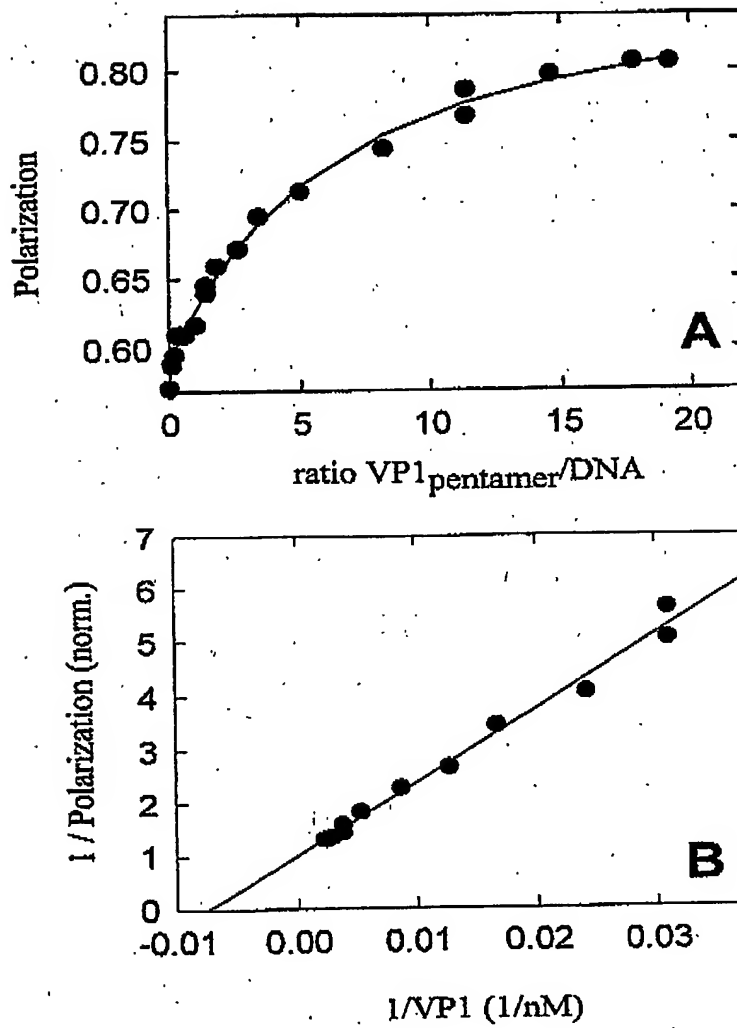 Polarization
0.80
0.75
0.70
0.65
0.60
A
0 5 10 15 20
ratio VP1pentamer/DNA
1 / Polarization (norm.)
7
6
5
4
3
2
1
0
B
-0.01 0.00 0.01 0.02 0.03
1/VP1 (1/nM)